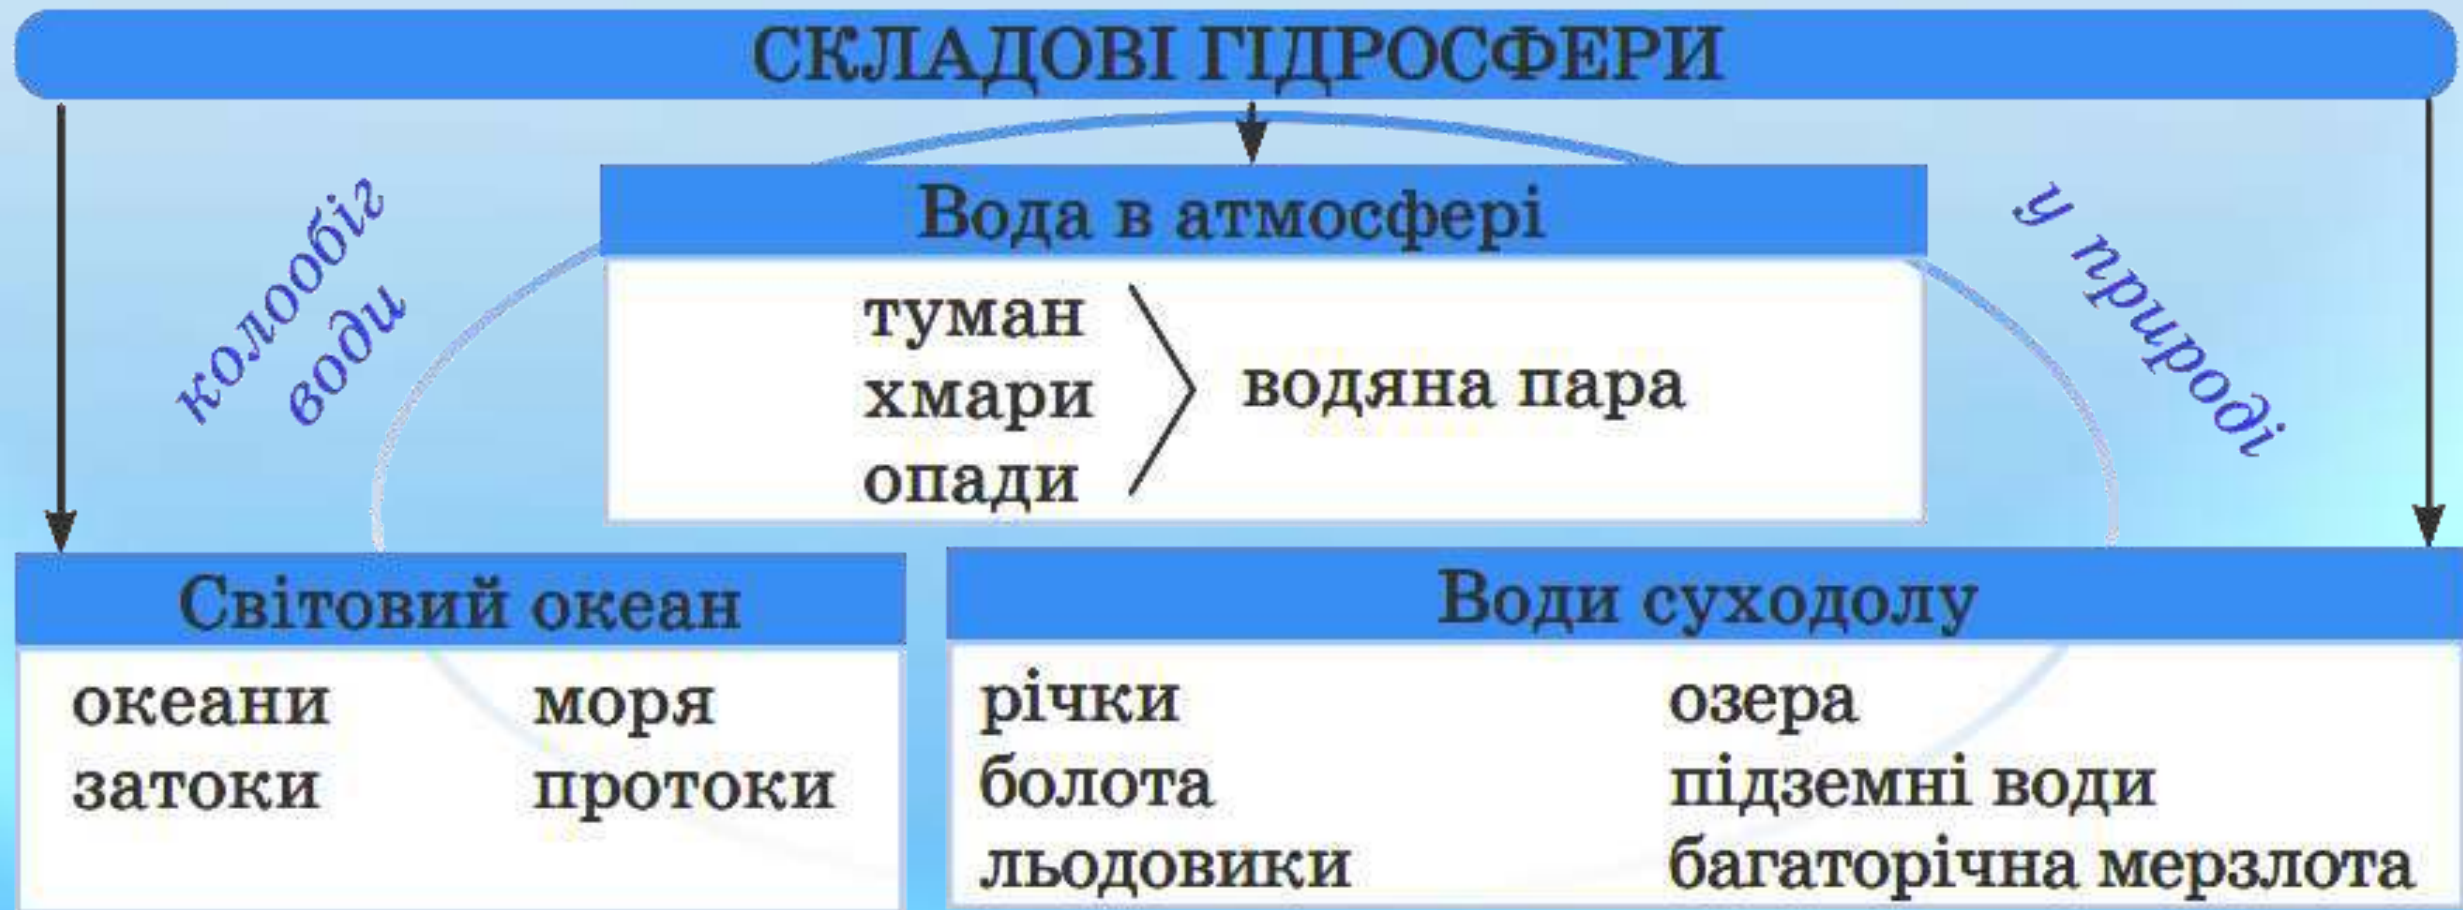 СКЛАДОВІ ГІДРОСФЕРИ
колообіг
води
у природі
Вода в атмосфері
туман
хмари
опади
водяна пара
Світовий океан
океани моря
затоки протоки
Води суходолу
річки озера
болота підземні води
льодовики багаторічна мерзлота